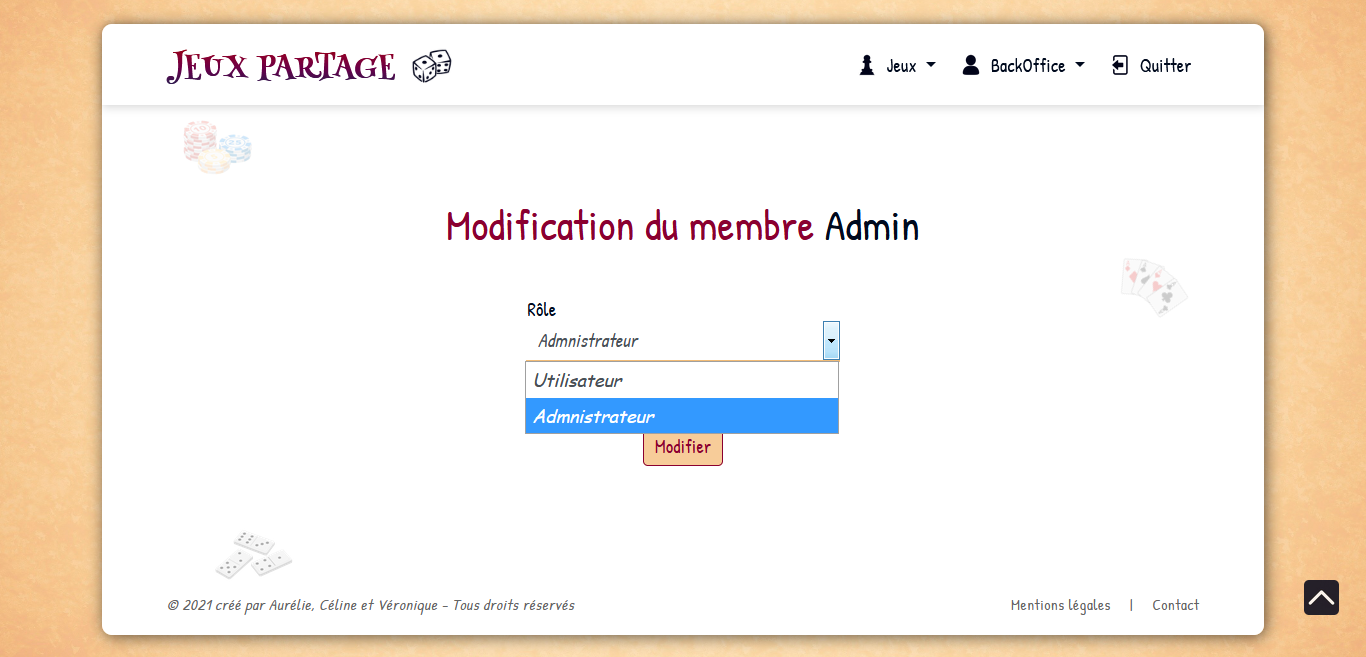 Jeux Partage
Jeux
BackOffice
Quitter
Modification du membre Admin
Rôle
Admnistrateur
Utilisateur
Admnistrateur
Modifier
© 2021 créé par Aurélie, Céline et Véronique - Tous droits réservés
Mentions légales | Contact